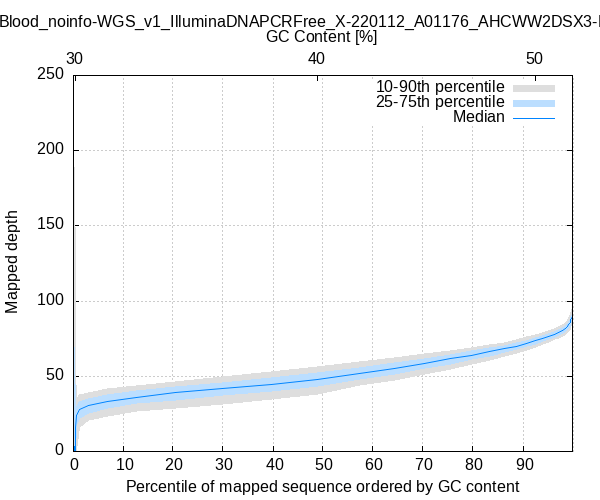 Blood_noinfo-WGS_v1_IlluminaDNAPCRFree_X-220112_A01176_AHCWW2DSX3-
GC Content [%]
30 40 50
250
10-90th percentile
25-75th percentile
Median
200
150
100
50
0
Mapped depth
0 10 20 30 40 50 60 70 80 90
Percentile of mapped sequence ordered by GC content